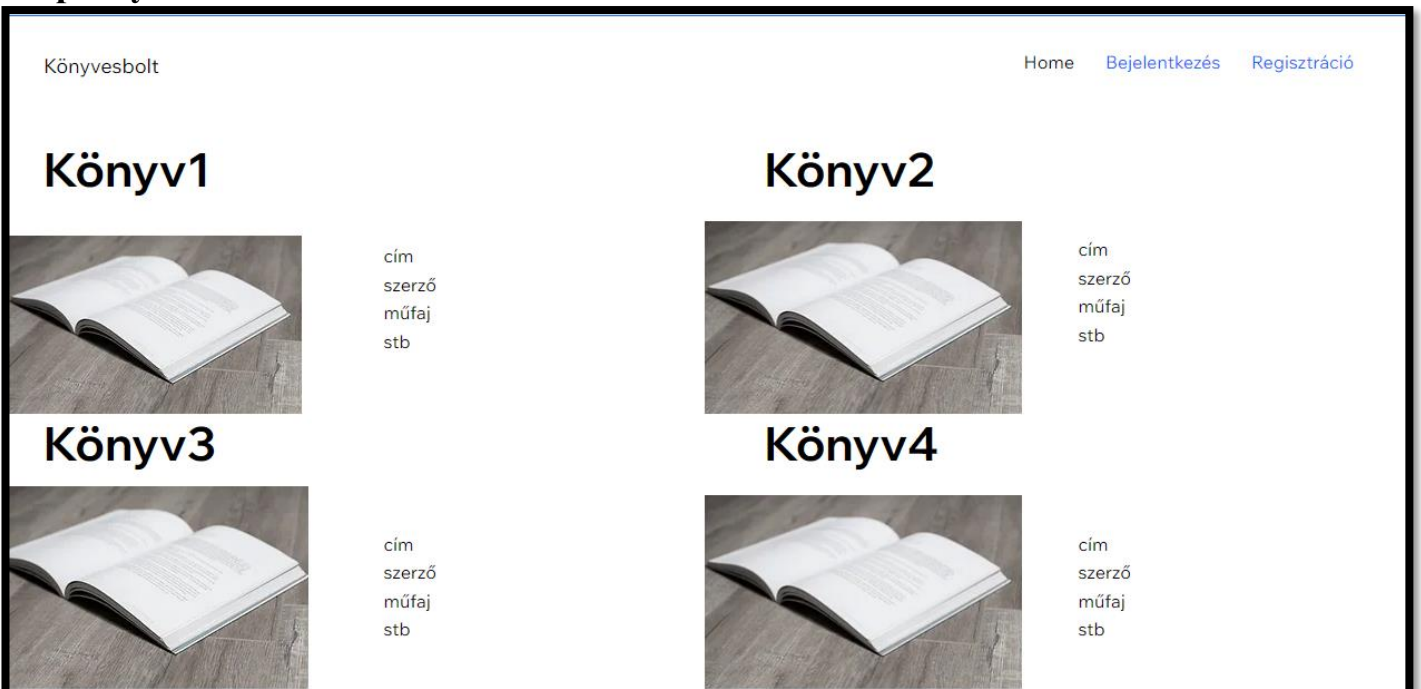 Könyvesbolt
Home Bejelentkezés Regisztráció
Könyv1
cím
szerző
műfaj
stb
Könyv2
cím
szerző
műfaj
stb
Könyv3
cím
szerző
műfaj
stb
Könyv4
cím
szerző
műfaj
stb